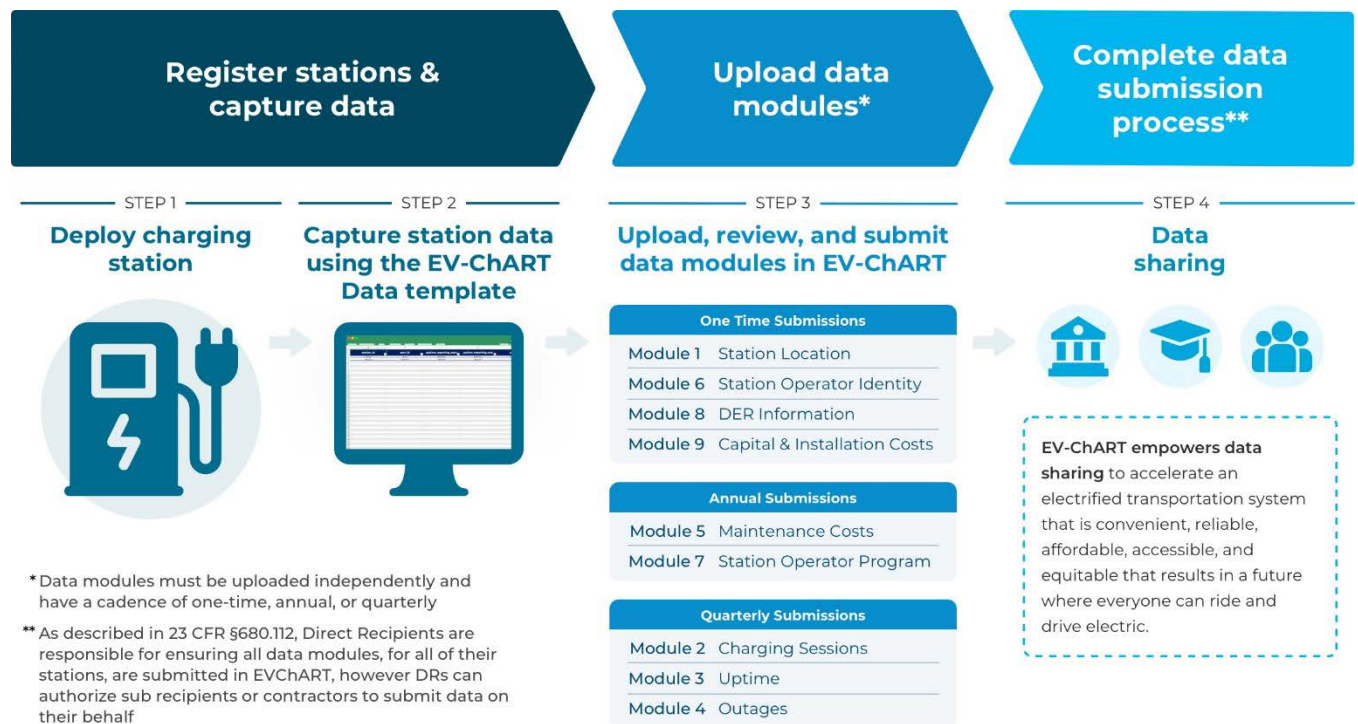 Register stations &
capture data
Upload data
modules*
Complete data
submission
process**
STEP 1
Deploy charging
station
STEP 2
Capture station data
using the EV-ChART
Data template
STEP 3
Upload, review, and submit
data modules in EV-ChART
One Time Submissions
Module 1 Station Location
Module 6 Station Operator Identity
Module 8 DER Information
Module 9 Capital & Installation Costs
Annual Submissions
Module 5 Maintenance Costs
Module 7 Station Operator Program
Quarterly Submissions
Module 2 Charging Sessions
Module 3 Uptime
Module 4 Outages
STEP 4
Data
sharing
EV-ChART empowers data
sharing to accelerate an
electrified transportation system
that is convenient, reliable,
affordable, accessible, and
equitable that results in a future
where everyone can ride and
drive electric.
* Data modules must be uploaded independently and
have a cadence of one-time, annual, or quarterly
** As described in 23 CFR §680.112, Direct Recipients are
responsible for ensuring all data modules, for all of their
stations, are submitted in EVChART, however DRs can
authorize sub recipients or contractors to submit data on
their behalf